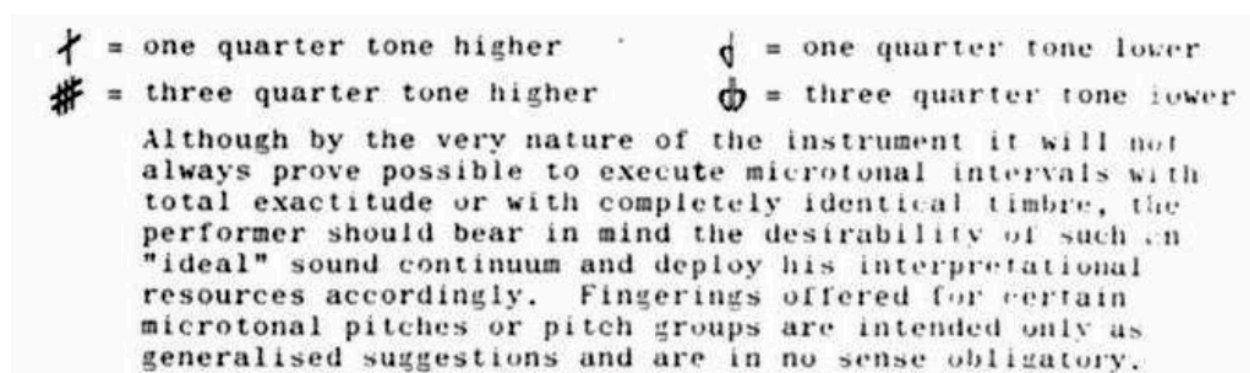 = one quarter tone higher = one quarter tone lower
= three quarter tone higher = three quarter tone lower
Although by the very nature of the instrument it will not
always prove possible to execute microtonal intervals with
total exactitude or with completely identical timbre, the
performer should bear in mind the desirability of such an
"ideal" sound continuum and deploy his interpretational
resources accordingly. Fingerings offered for certain
microtonal pitches or pitch groups are intended only as
generalised suggestions and are in no sense obligatory.